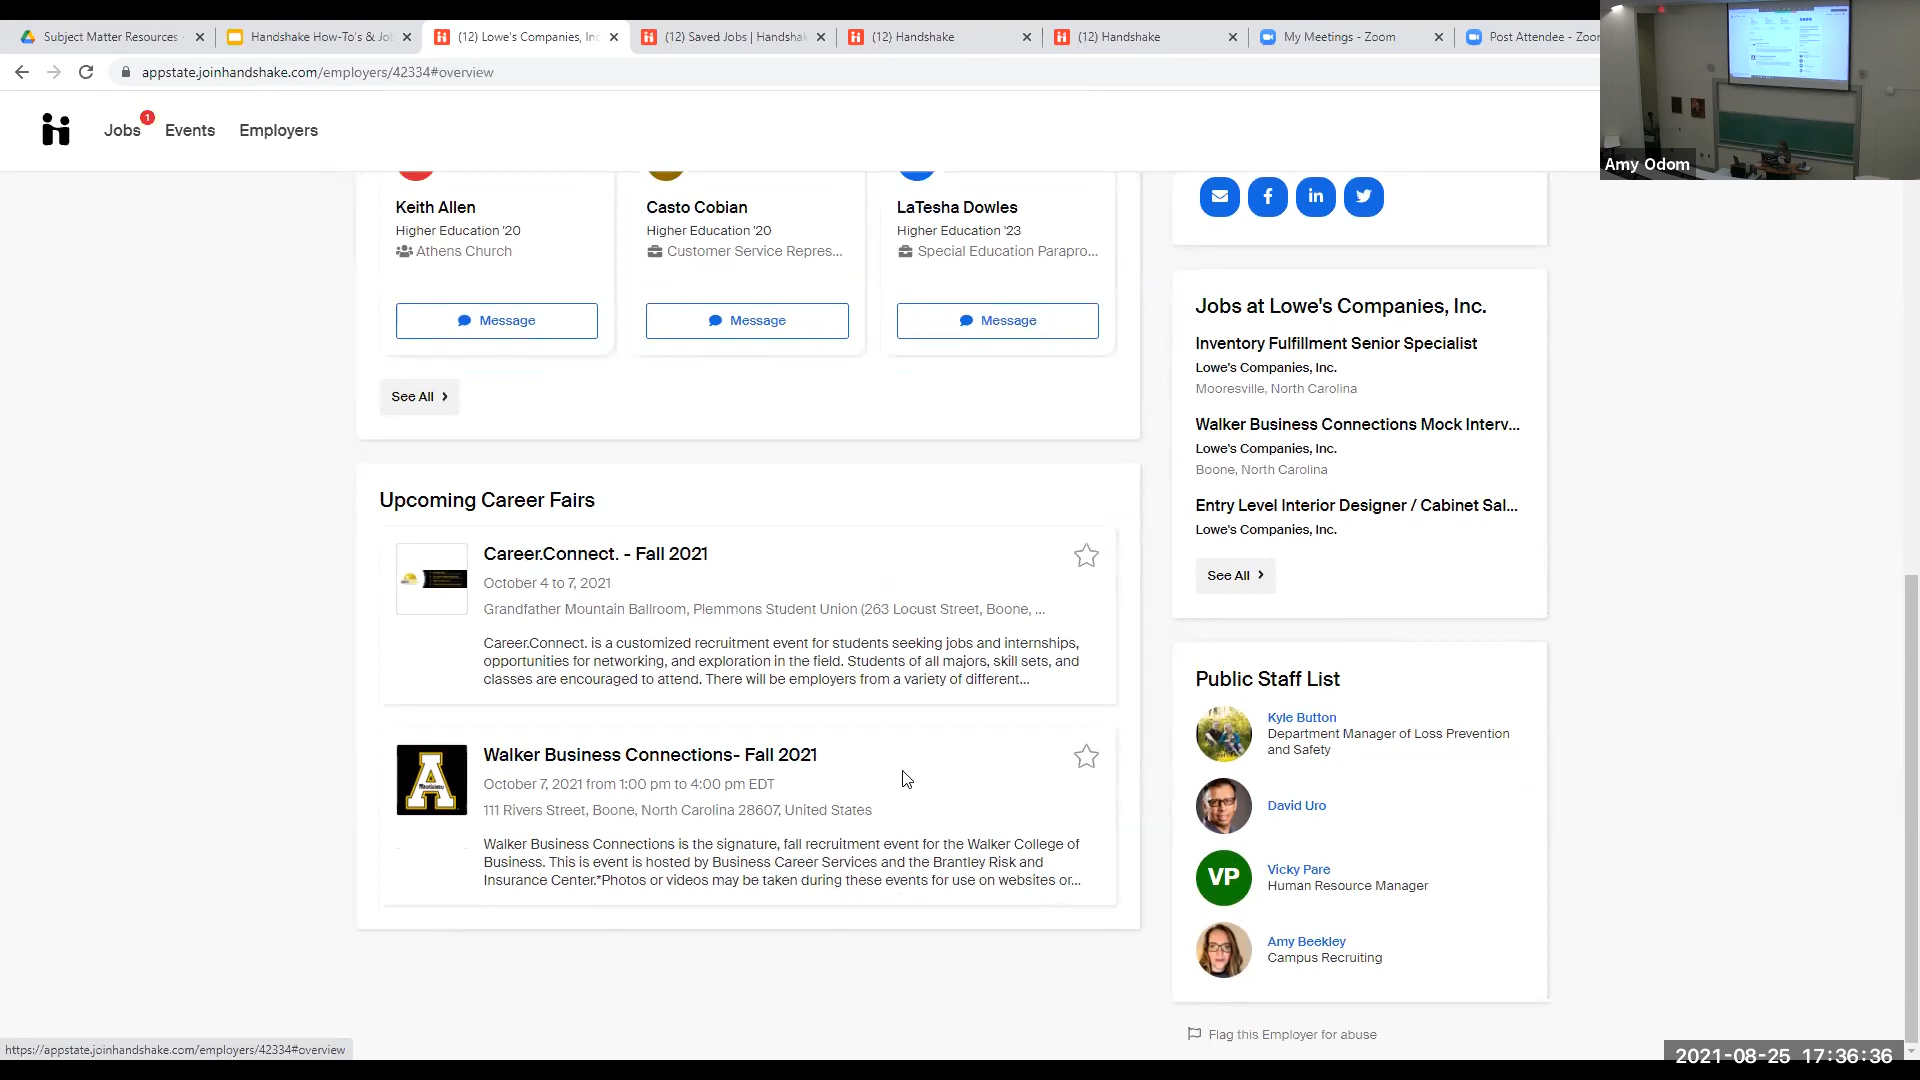 Subject Matter Resources
Handshake How-To's & Jo
(12) Lowe's Companies, In
(12) Saved Jobs | Handshak
(12) Handshake
(12) Handshake
My Meetings - Zoom
Post Attendee - Zoo
appstate.joinhandshake.com/employers/42334#overview
Jobs
1
Events
Employers
Amy Odom
Keith Allen
Higher Education '20
Athens Church
Message
Casto Cobian
Higher Education '20
Customer Service Repres...
Message
LaTesha Dowles
Higher Education '23
Special Education Parapro...
Message
See All
Upcoming Career Fairs
Career.Connect. - Fall 2021
October 4 to 7, 2021
Grandfather Mountain Ballroom, Plemmons Student Union (263 Locust Street, Boone, ...
Career.Connect. is a customized recruitment event for students seeking jobs and internships,
opportunities for networking, and exploration in the field. Students of all majors, skill sets, and
classes are encouraged to attend. There will be employers from a variety of different...
Walker Business Connections- Fall 2021
October 7, 2021 from 1:00 pm to 4:00 pm EDT
111 Rivers Street, Boone, North Carolina 28607, United States
Walker Business Connections is the signature, fall recruitment event for the Walker College of
Business. This is event is hosted by Business Career Services and the Brantley Risk and
Insurance Center.*Photos or videos may be taken during these events for use on websites or...
Jobs at Lowe's Companies, Inc.
Inventory Fulfillment Senior Specialist
Lowe's Companies, Inc.
Mooresville, North Carolina
Walker Business Connections Mock Interv...
Lowe's Companies, Inc.
Boone, North Carolina
Entry Level Interior Designer / Cabinet Sal...
Lowe's Companies, Inc.
See All
Public Staff List
Kyle Button
Department Manager of Loss Prevention
and Safety
David Uro
VP
Vicky Pare
Human Resource Manager
Amy Beekley
Campus Recruiting
Flag this Employer for abuse
https://appstate.joinhandshake.com/employers/42334#overview
2021-08-25 17:36:36